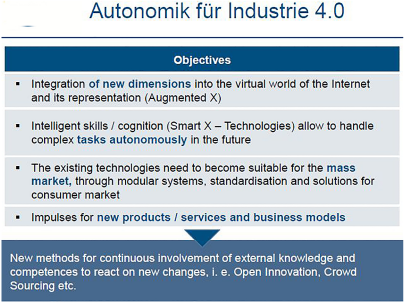 Autonomik für Industrie 4.0
Objectives
▪ Integration of new dimensions into the virtual world of the Internet
and its representation (Augmented X)
▪ Intelligent skills / cognition (Smart X – Technologies) allow to handle
complex tasks autonomously in the future
▪ The existing technologies need to become suitable for the mass
market, through modular systems, standardisation and solutions for
consumer market
▪ Impulses for new products / services and business models
New methods for continuous involvement of external knowledge and
competences to react on new changes, i. e. Open Innovation, Crowd
Sourcing etc.